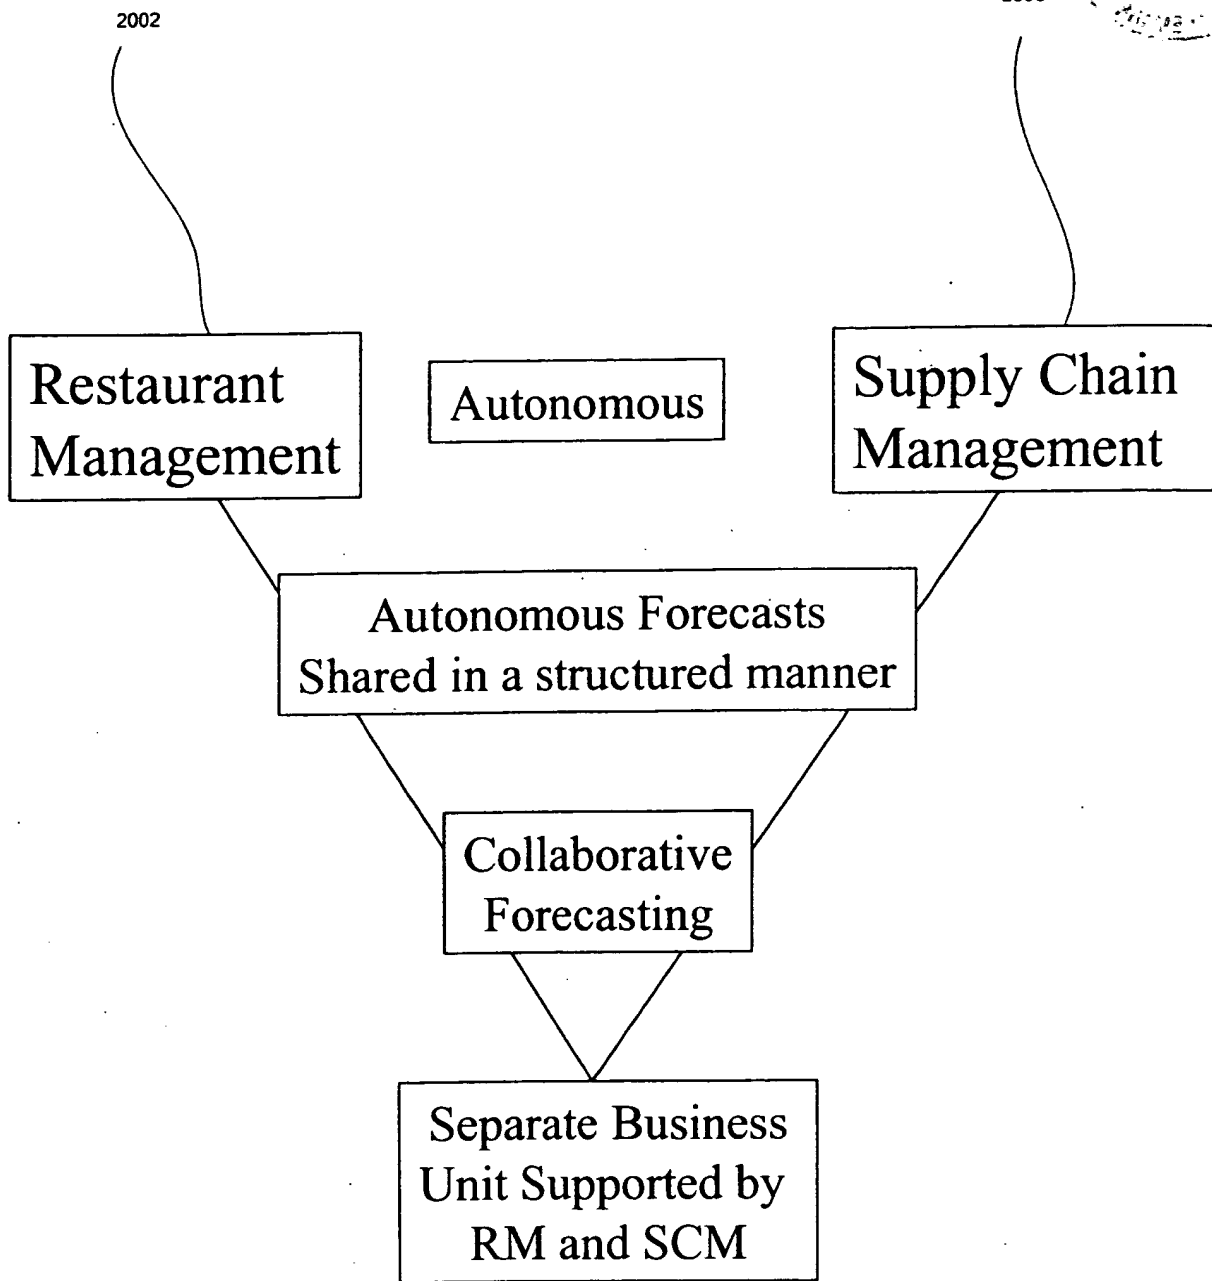 2002
Restaurant
Management
Autonomous
Supply Chain
Management
Autonomous Forecasts
Shared in a structured manner
Collaborative
Forecasting
Separate Business
Unit Supported by
RM and SCM